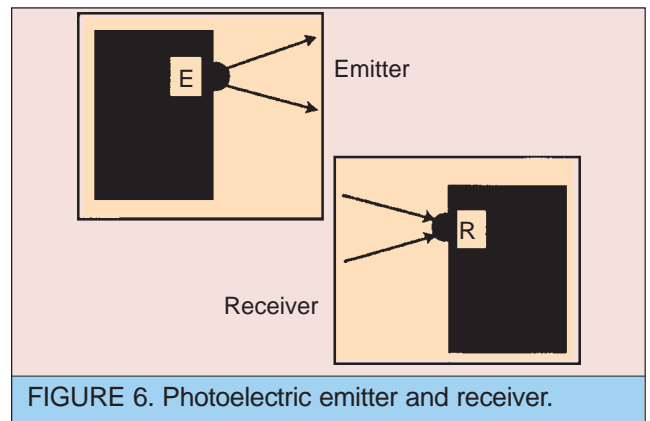 E
Emitter
R
Receiver
FIGURE 6. Photoelectric emitter and receiver.